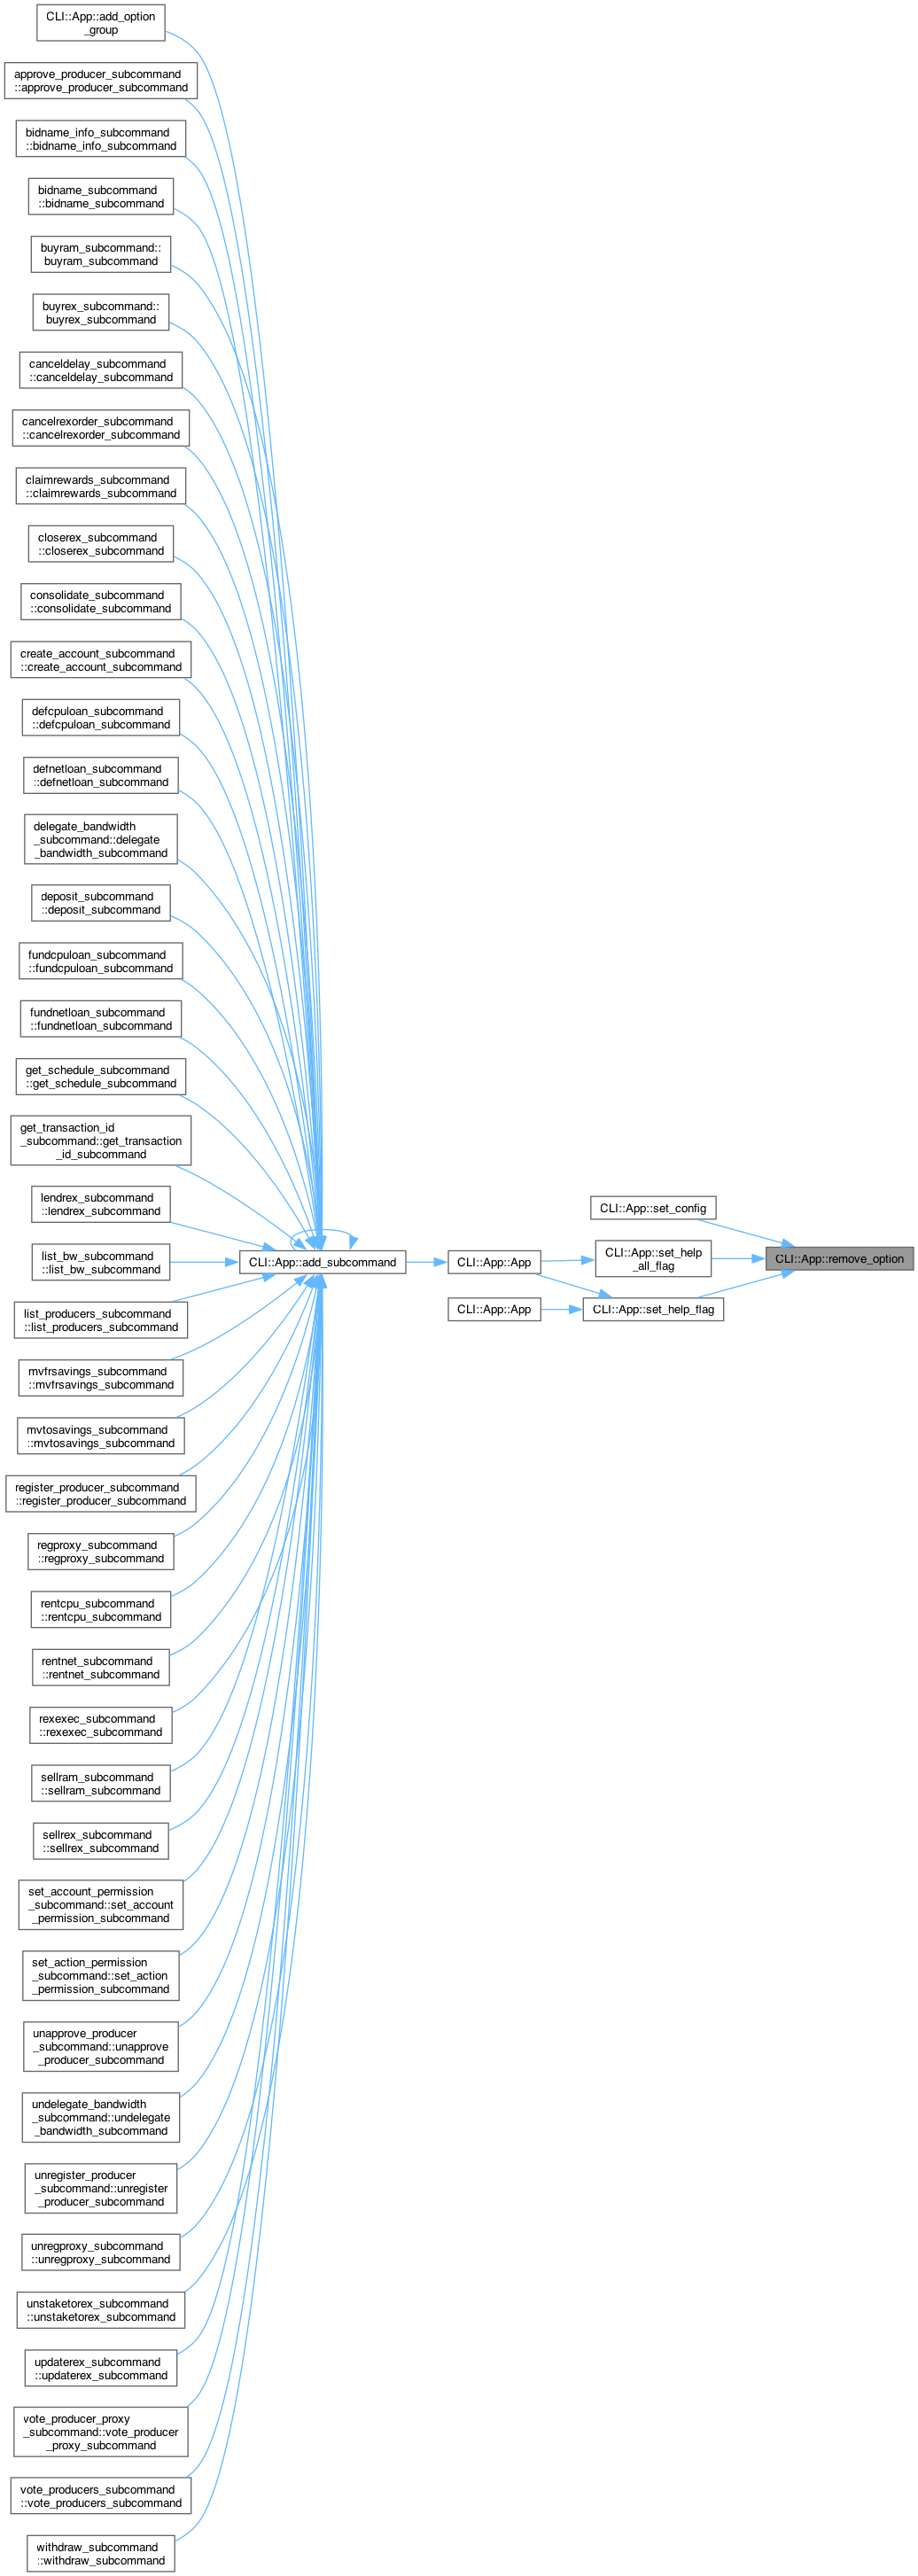 CLI::App::add_option
_group
approve_producer_subcommand
::approve_producer_subcommand
bidname_info_subcommand
::bidname_info_subcommand
bidname_subcommand
::bidname_subcommand
buyram_subcommand::
buyram_subcommand
buyrex_subcommand::
buyrex_subcommand
canceldelay_subcommand
::canceldelay_subcommand
cancelrexorder_subcommand
::cancelrexorder_subcommand
claimrewards_subcommand
::claimrewards_subcommand
closerex_subcommand
::closerex_subcommand
consolidate_subcommand
::consolidate_subcommand
create_account_subcommand
::create_account_subcommand
defcpuloan_subcommand
::defcpuloan_subcommand
defnetloan_subcommand
::defnetloan_subcommand
delegate_bandwidth
_subcommand::delegate
_bandwidth_subcommand
deposit_subcommand
::deposit_subcommand
fundcpuloan_subcommand
::fundcpuloan_subcommand
fundnetloan_subcommand
::fundnetloan_subcommand
get_schedule_subcommand
::get_schedule_subcommand
get_transaction_id
_subcommand::get_transaction
_id_subcommand
lendrex_subcommand
::lendrex_subcommand
list_bw_subcommand
::list_bw_subcommand
list_producers_subcommand
::list_producers_subcommand
mvfrsavings_subcommand
::mvfrsavings_subcommand
mvtosavings_subcommand
::mvtosavings_subcommand
register_producer_subcommand
::register_producer_subcommand
regproxy_subcommand
::regproxy_subcommand
rentcpu_subcommand
::rentcpu_subcommand
rentnet_subcommand
::rentnet_subcommand
rexexec_subcommand
::rexexec_subcommand
sellram_subcommand
::sellram_subcommand
sellrex_subcommand
::sellrex_subcommand
set_account_permission
_subcommand::set_account
_permission_subcommand
set_action_permission
_subcommand::set_action
_permission_subcommand
unapprove_producer
_subcommand::unapprove
_producer_subcommand
undelegate_bandwidth
_subcommand::undelegate
_bandwidth_subcommand
unregister_producer
_subcommand::unregister
_producer_subcommand
unregproxy_subcommand
::unregproxy_subcommand
unstaketorex_subcommand
::unstaketorex_subcommand
updaterex_subcommand
::updaterex_subcommand
vote_producer_proxy
_subcommand::vote_producer
_proxy_subcommand
vote_producers_subcommand
::vote_producers_subcommand
withdraw_subcommand
::withdraw_subcommand
CLI::App::add_subcommand
CLI::App::App
CLI::App::App
CLI::App::set_config
CLI::App::set_help
_all_flag
CLI::App::set_help_flag
CLI::App::remove_option